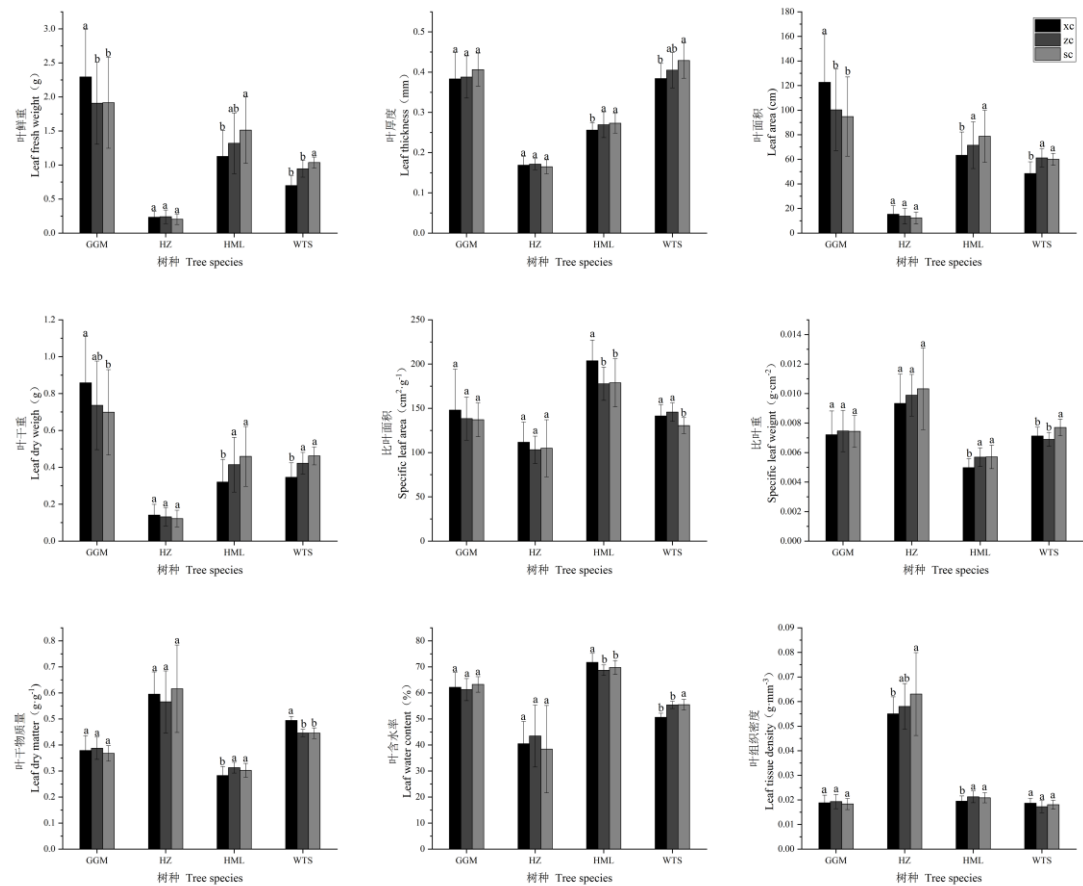 叶鲜重
Leaf fresh weight（g）
3.0
2.5
2.0
1.5
1.0
0.5
0.0
a b b
a a a
b ab a
b b a
GGM HZ HML WTS
树种 Tree species
叶厚度
Leaf thickness（mm）
0.5
0.4
0.3
0.2
0.1
0.0
a a a
a a a
b a a
b ab a
GGM HZ HML WTS
树种 Tree species
叶面积
Leaf area (cm)
180
160
140
120
100
80
60
40
20
0
a b b
a a a
b a a
b a a
xc
zc
sc
GGM HZ HML WTS
树种 Tree species
叶干重
Leaf dry weigh（g）
1.2
1.0
0.8
0.6
0.4
0.2
0.0
a ab b
a a a
b a a
b a a
GGM HZ HML WTS
树种 Tree species
比叶面积
Specific leaf area（cm²·g⁻¹）
250
200
150
100
50
0
a a a
a a a
a b b
a a b
GGM HZ HML WTS
树种 Tree species
比叶重
Specific leaf weignt（g·cm⁻²）
0.014
0.012
0.010
0.008
0.006
0.004
0.002
0.000
a a a
a a a
b a a
b b a
GGM HZ HML WTS
树种 Tree species
叶干物质量
Leaf dry matter（g·g⁻¹）
0.8
0.7
0.6
0.5
0.4
0.3
0.2
0.1
0.0
a a a
a a a
b a a
a b b
GGM HZ HML WTS
树种 Tree species
叶含水率
Leaf water content（%）
80
70
60
50
40
30
20
10
0
a a a
a a a
a b b
b b a
GGM HZ HML WTS
树种 Tree species
叶组织密度
Leaf tissue density（g·mm⁻³）
0.09
0.08
0.07
0.06
0.05
0.04
0.03
0.02
0.01
0.00
a a a
b ab a
b a a
a a a
GGM HZ HML WTS
树种 Tree species